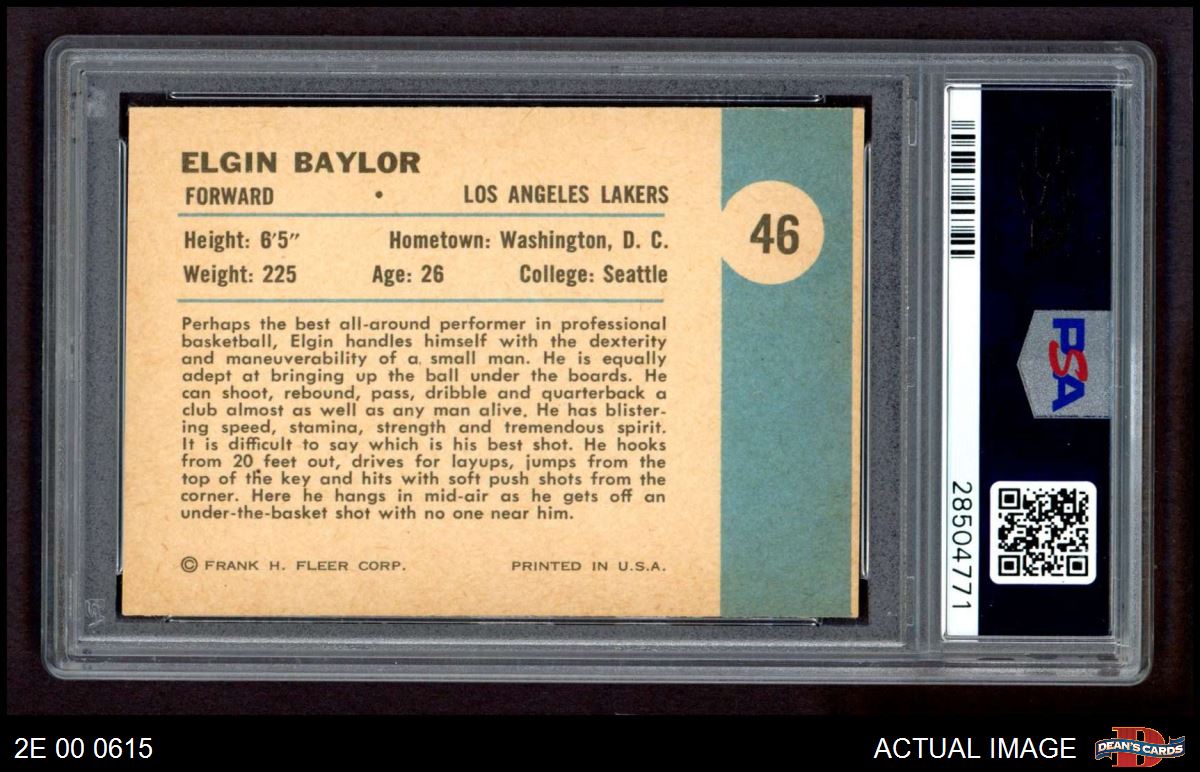 ELGIN BAYLOR
FORWARD • LOS ANGELES LAKERS
Height: 6'5" Hometown: Washington, D. C.
Weight: 225 Age: 26 College: Seattle
46
Perhaps the best all-around performer in professional
basketball, Elgin handles himself with the dexterity
and maneuverability of a small man. He is equally
adept at bringing up the ball under the boards. He
can shoot, rebound, pass, dribble and quarterback a
club almost as well as any man alive. He has blister-
ing speed, stamina, strength and tremendous spirit.
It is difficult to say which is his best shot. He hooks
from 20 feet out, drives for layups, jumps from the
top of the key and hits with soft push shots from the
corner. Here he hangs in mid-air as he gets off an
under-the-basket shot with no one near him.
© FRANK H. FLEER CORP. PRINTED IN U.S.A.
PSA
28504771
PSA
2E 00 0615
ACTUAL IMAGE
D
DEAN'S CARDS